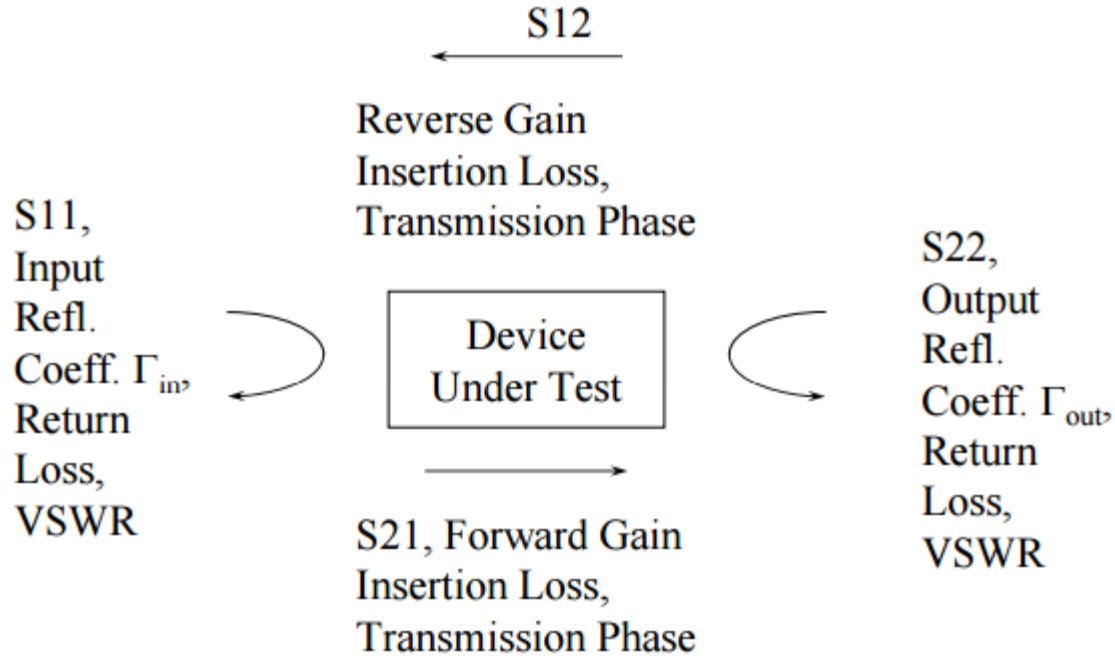 S12
Reverse Gain
Insertion Loss,
Transmission Phase
S11,
Input
Refl.
Coeff. Γin,
Return
Loss,
VSWR
Device
Under Test
S22,
Output
Refl.
Coeff. Γout,
Return
Loss,
VSWR
S21, Forward Gain
Insertion Loss,
Transmission Phase